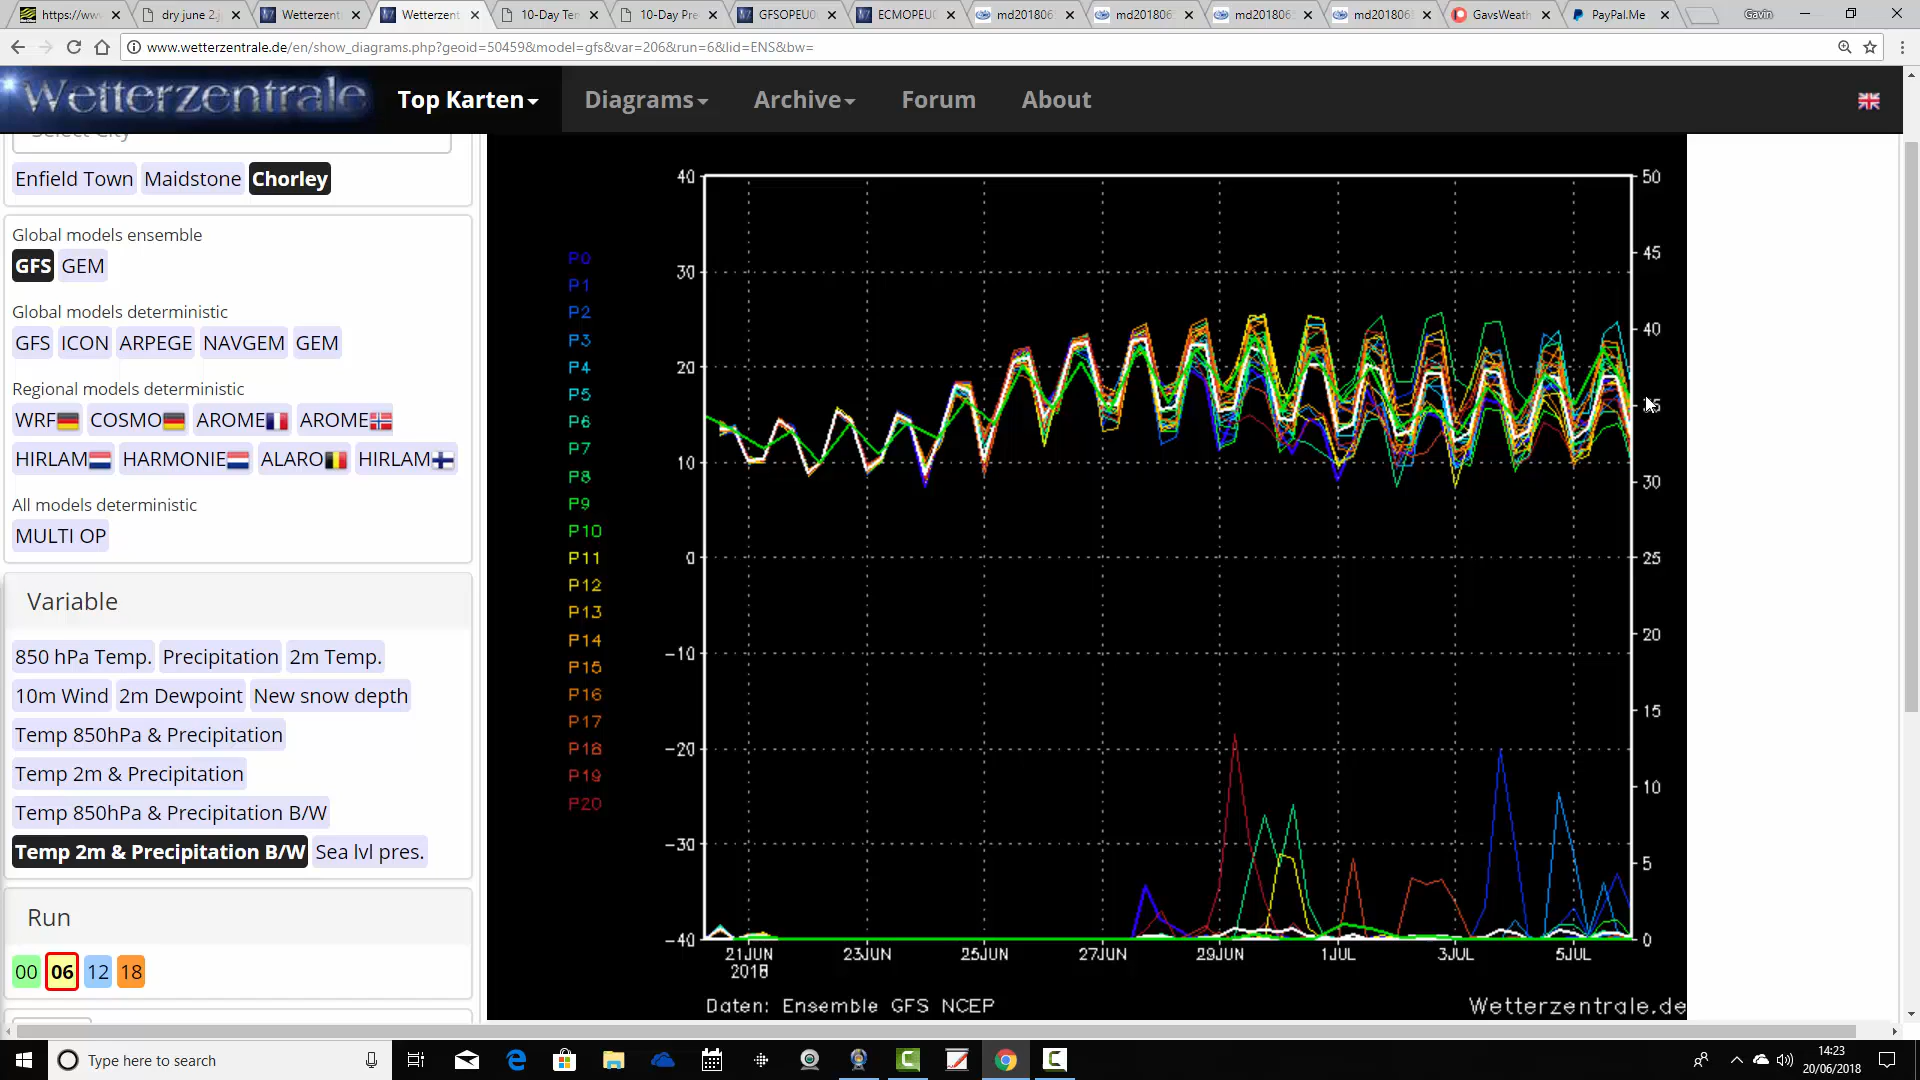 https://www
dry june 2.j
Wetterzent
Wetterzent
10-Day Ter
10-Day Pre
GFSOPEU0
ECMOPEU0
md201806
md201806
md201806
md201806
GavsWeath
PayPal.Me
Gavin
www.wetterzentrale.de/en/show_diagrams.php?geoid=50459&model=gfs&var=206&run=6&lid=ENS&bw=
Wetterzentrale
Top Karten
Diagrams
Archive
Forum
About
Select City
Enfield Town Maidstone Chorley
Global models ensemble
GFS GEM
Global models deterministic
GFS ICON ARPEGE NAVGEM GEM
Regional models deterministic
WRF COSMO AROME AROME
HIRLAM HARMONIE ALARO HIRLAM
All models deterministic
MULTI OP
Variable
850 hPa Temp. Precipitation 2m Temp.
10m Wind 2m Dewpoint New snow depth
Temp 850hPa & Precipitation
Temp 2m & Precipitation
Temp 850hPa & Precipitation B/W
Temp 2m & Precipitation B/W Sea lvl pres.
Run
00 06 12 18
P0
P1
P2
P3
P4
P5
P6
P7
P8
P9
P10
P11
P12
P13
P14
P15
P16
P17
P18
P19
P20
40
30
20
10
0
-10
-20
-30
-40
50
45
40
35
30
25
20
15
10
5
0
21JUN 23JUN 25JUN 27JUN 29JUN 1JUL 3JUL 5JUL
2018
Daten: Ensemble GFS NCEP
Wetterzentrale.de
Type here to search
14:23
20/06/2018